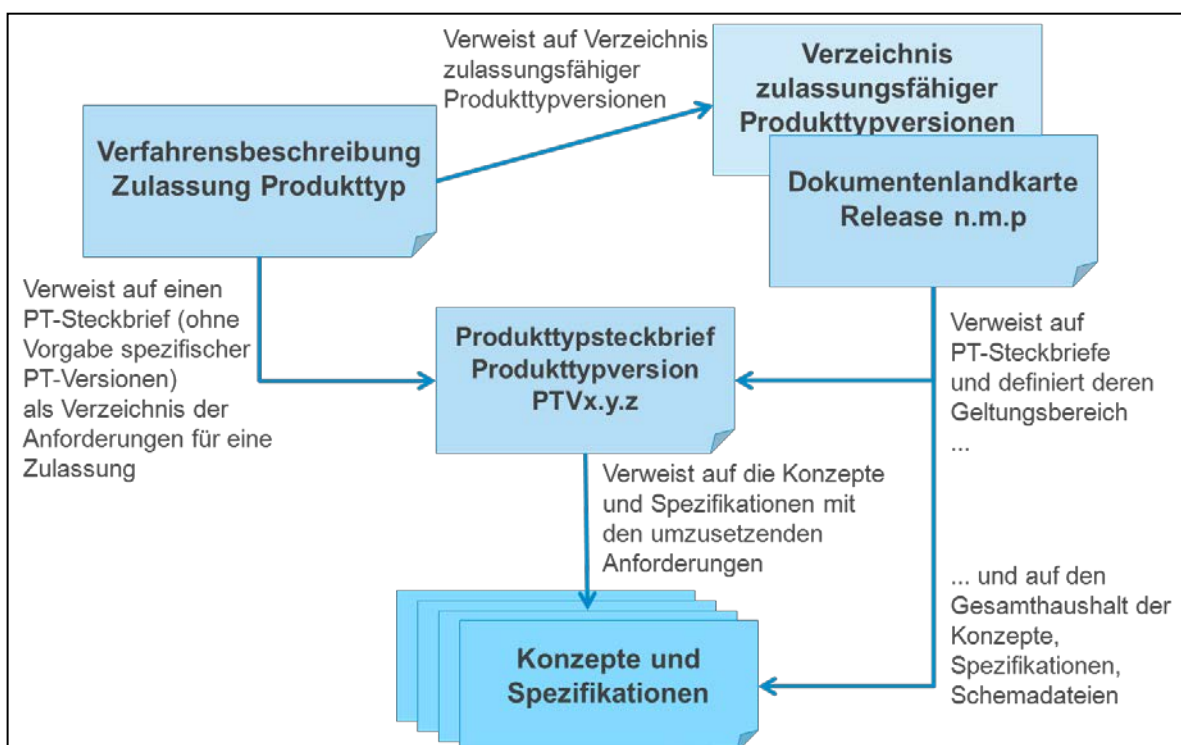 Verweist auf Verzeichnis
zulassungsfähiger
Produkttypversionen
Verzeichnis
zulassungsfähiger
Produkttypversionen
Verfahrensbeschreibung
Zulassung Produkttyp
Dokumentenlandkarte
Release n.m.p
Verweist auf einen
PT-Steckbrief (ohne
Vorgabe spezifischer
PT-Versionen)
als Verzeichnis der
Anforderungen für eine
Zulassung
Produkttypsteckbrief
Produkttypversion
PTVx.y.z
Verweist auf
PT-Steckbriefe
und definiert deren
Geltungsbereich
...
Verweist auf die Konzepte
und Spezifikationen mit
den umzusetzenden
Anforderungen
... und auf den
Gesamthaushalt der
Konzepte,
Spezifikationen,
Schemadateien
Konzepte und
Spezifikationen